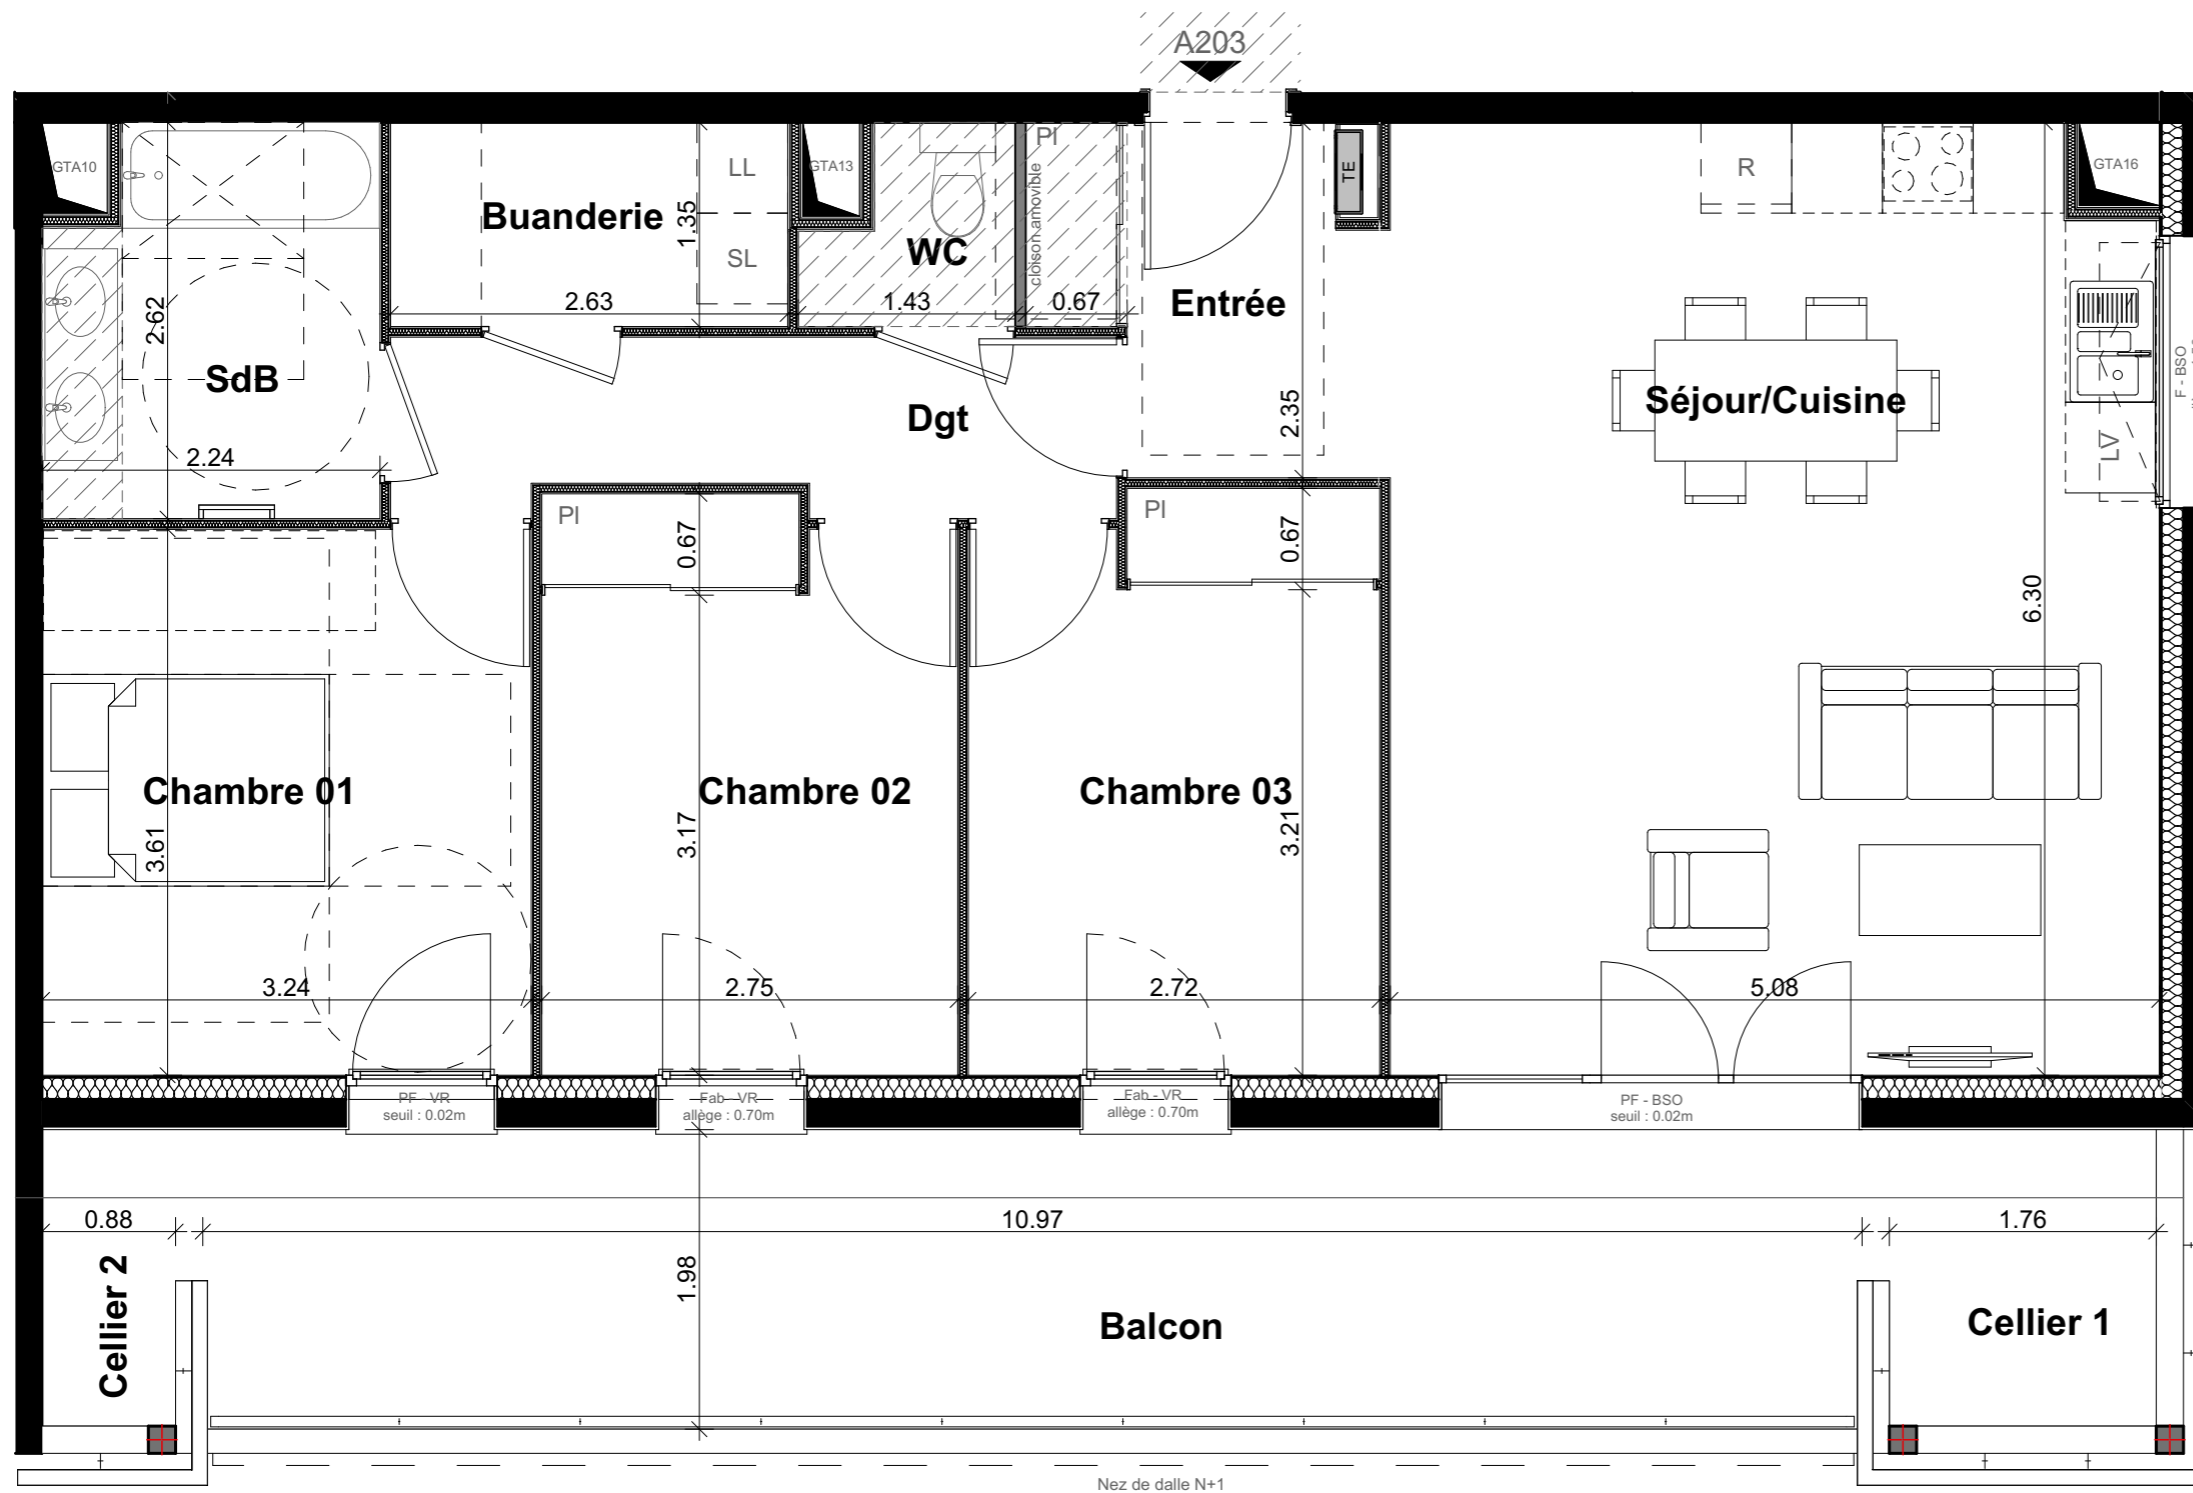 A203
GTA10
Buanderie
LL
SL
1.35
2.63
GTA13
WC
1.43
Pl
cloison amovible
0.67
Entrée
TE
R
GTA16
2.62
SdB
2.24
Dgt
2.35
Séjour/Cuisine
LV
F - BSO
Pl
0.67
Pl
0.67
6.30
Chambre 01
Chambre 02
Chambre 03
3.61
3.17
3.21
3.24
2.75
2.72
5.08
PF - VR
seuil : 0.02m
Fab - VR
allège : 0.70m
Fab - VR
allège : 0.70m
PF - BSO
seuil : 0.02m
0.88
10.97
1.76
Cellier 2
1.98
Balcon
Cellier 1
Nez de dalle N+1